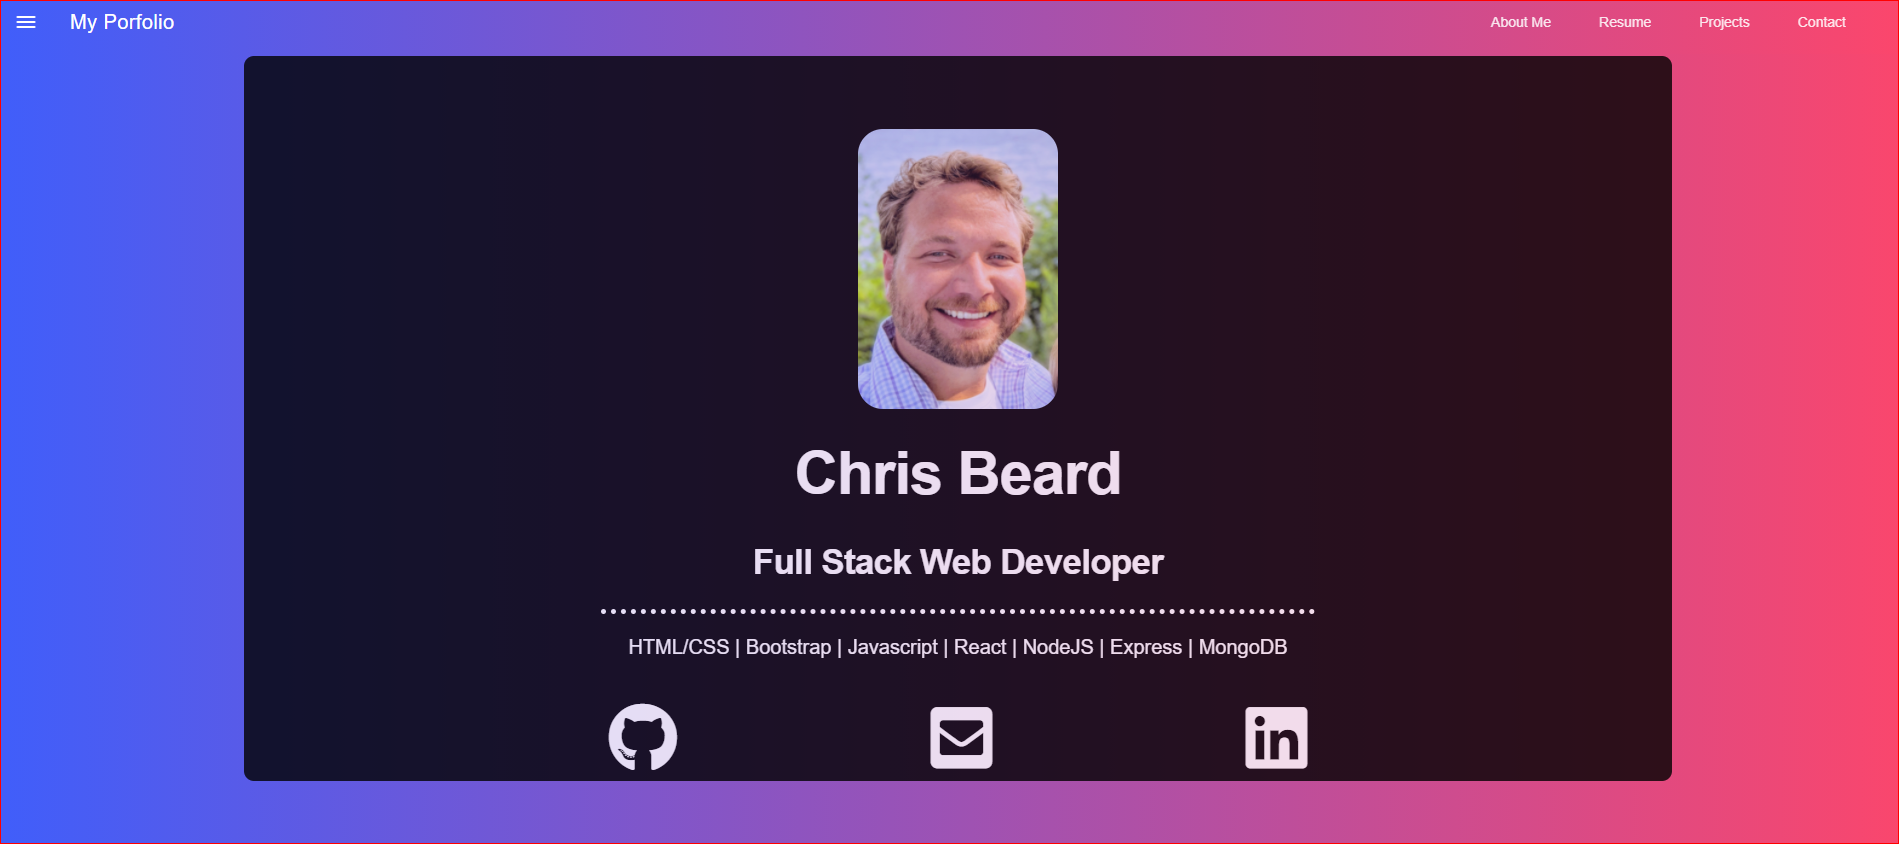 My Porfolio
About Me
Resume
Projects
Contact
Chris Beard
Full Stack Web Developer
HTML/CSS | Bootstrap | Javascript | React | NodeJS | Express | MongoDB
in